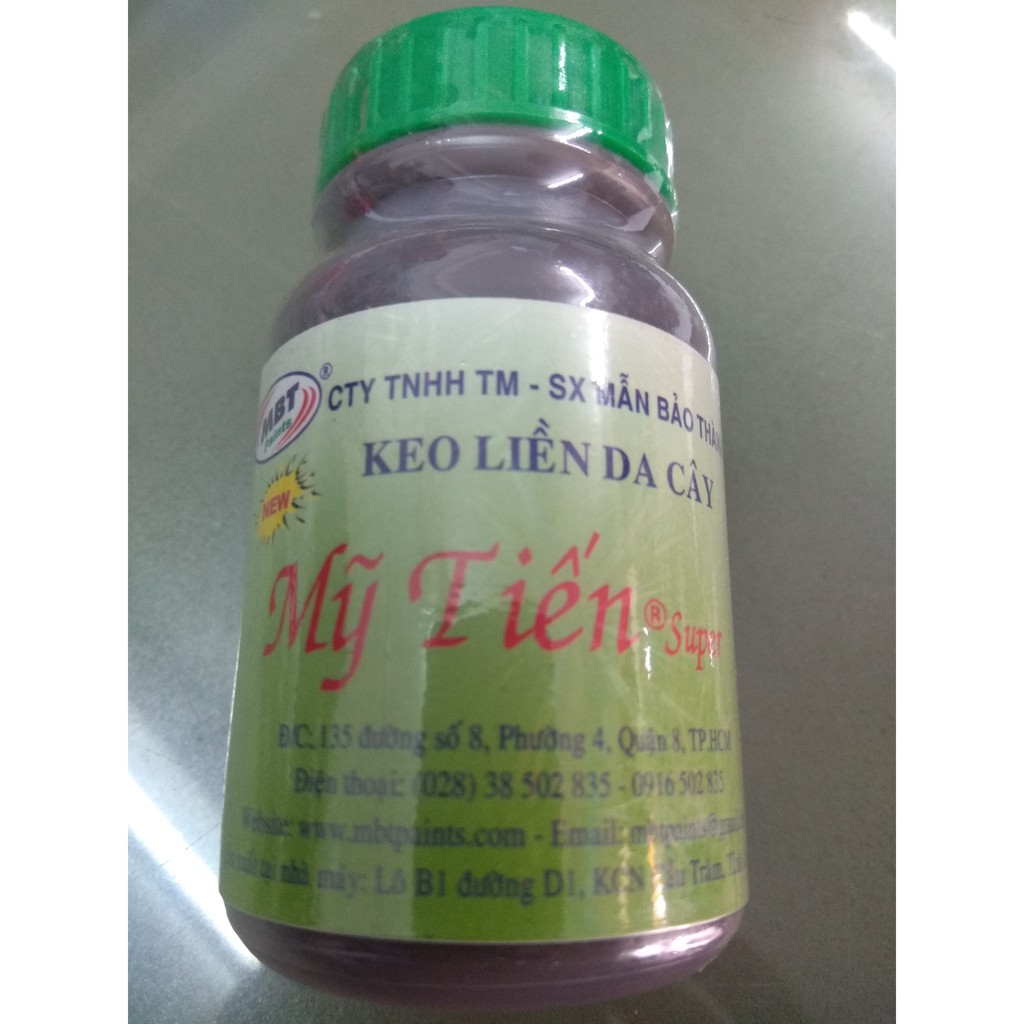 MBT Paints ®
CTY TNHH TM - SX MẪN BẢO
KEO LIỀN DA CÂY
NEW
Mỹ Tiến ® Super
Đ/C: 135 đường số 8, Phường 4, Quận 8, TP.HCM
Điện thoại: (028) 38 502 835 - 0916 502 835
Website: www.mbtpaints.com - Email:
tại nhà máy: Lô B1 đường D1, KCN Cầu Tràm,